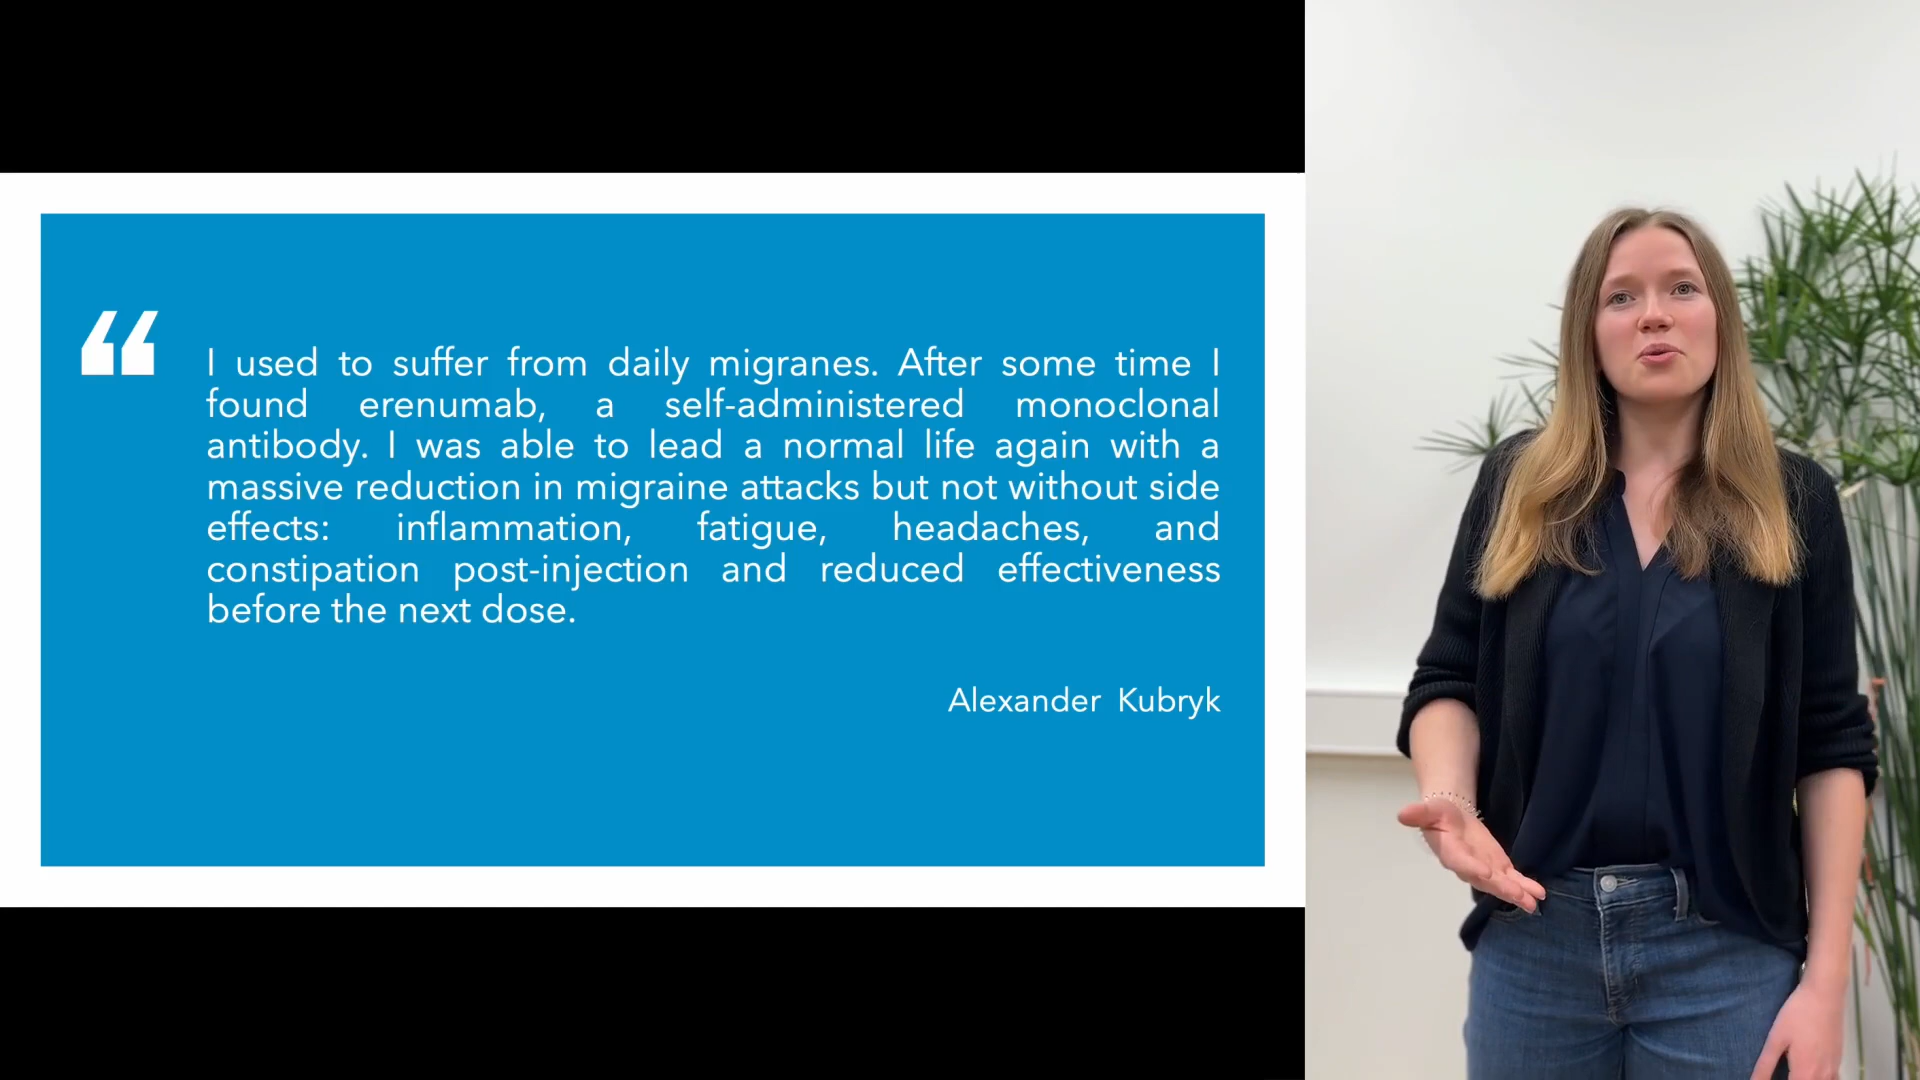 “
I used to suffer from daily migranes. After some time I
found erenumab, a self-administered monoclonal
antibody. I was able to lead a normal life again with a
massive reduction in migraine attacks but not without side
effects: inflammation, fatigue, headaches, and
constipation post-injection and reduced effectiveness
before the next dose.
Alexander Kubryk